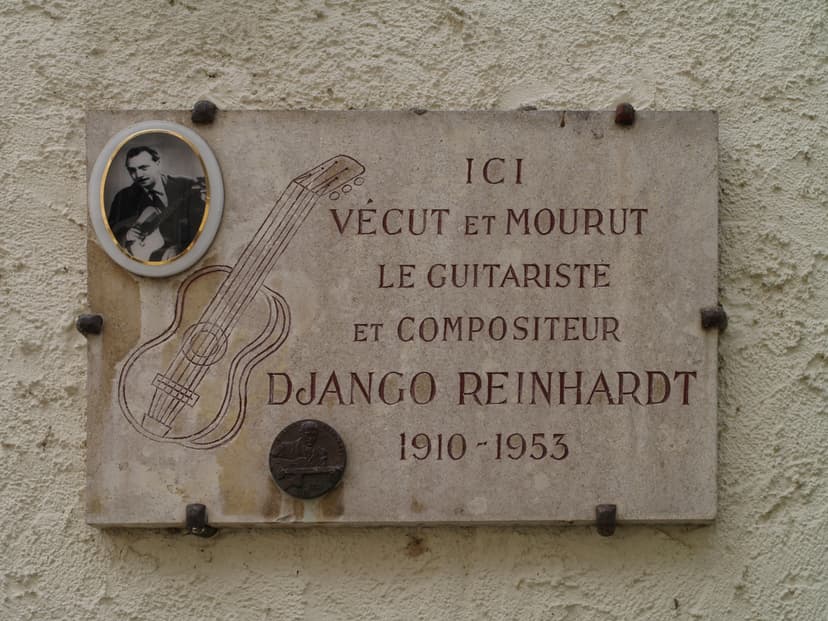 ICI
VÉCUT ET MOURUT
LE GUITARISTE
ET COMPOSITEUR
DJANGO REINHARDT
1910-1953